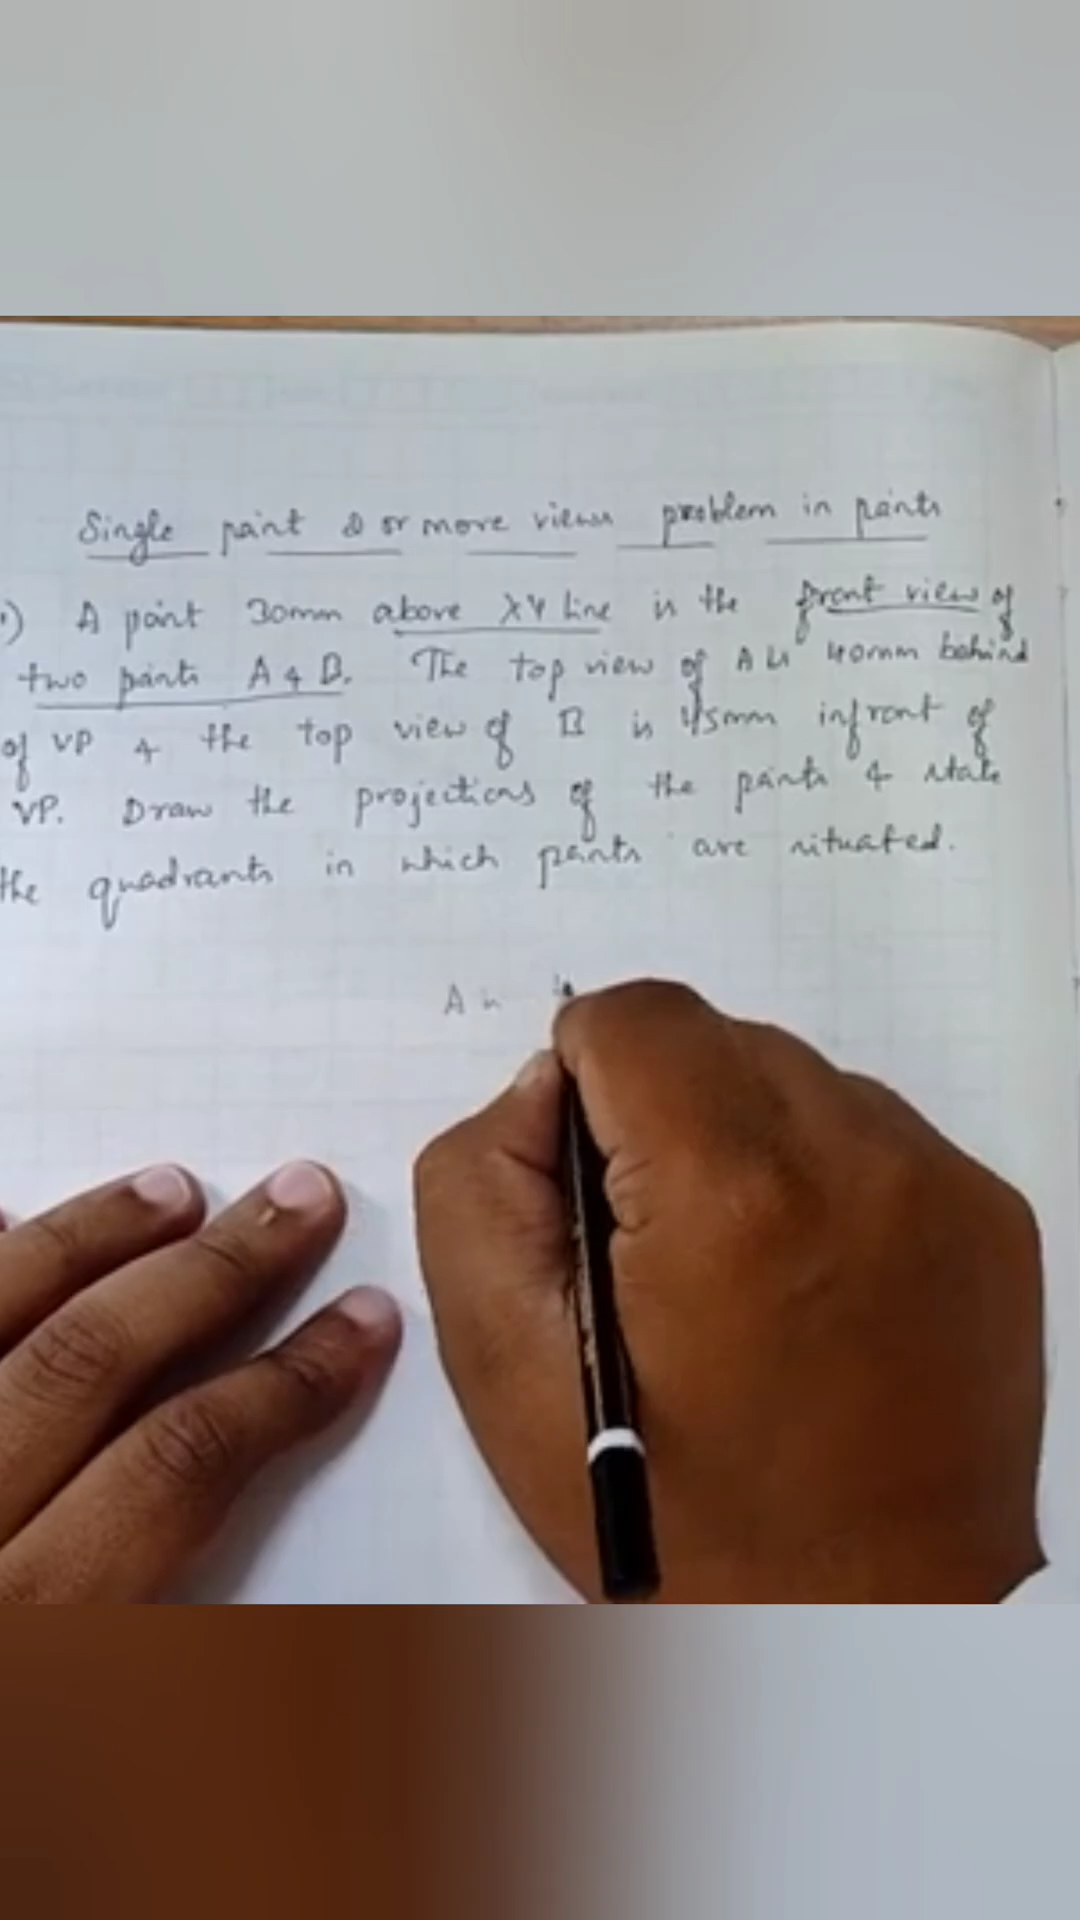 Single point 2 or more views problem in points
1) A point 30mm above XY line is the front view of
two points A & B. The top view of A is 40mm behind
of VP & the top view of B is 45mm infront of
VP. Draw the projections of the points & state
the quadrants in which points are situated.
A is